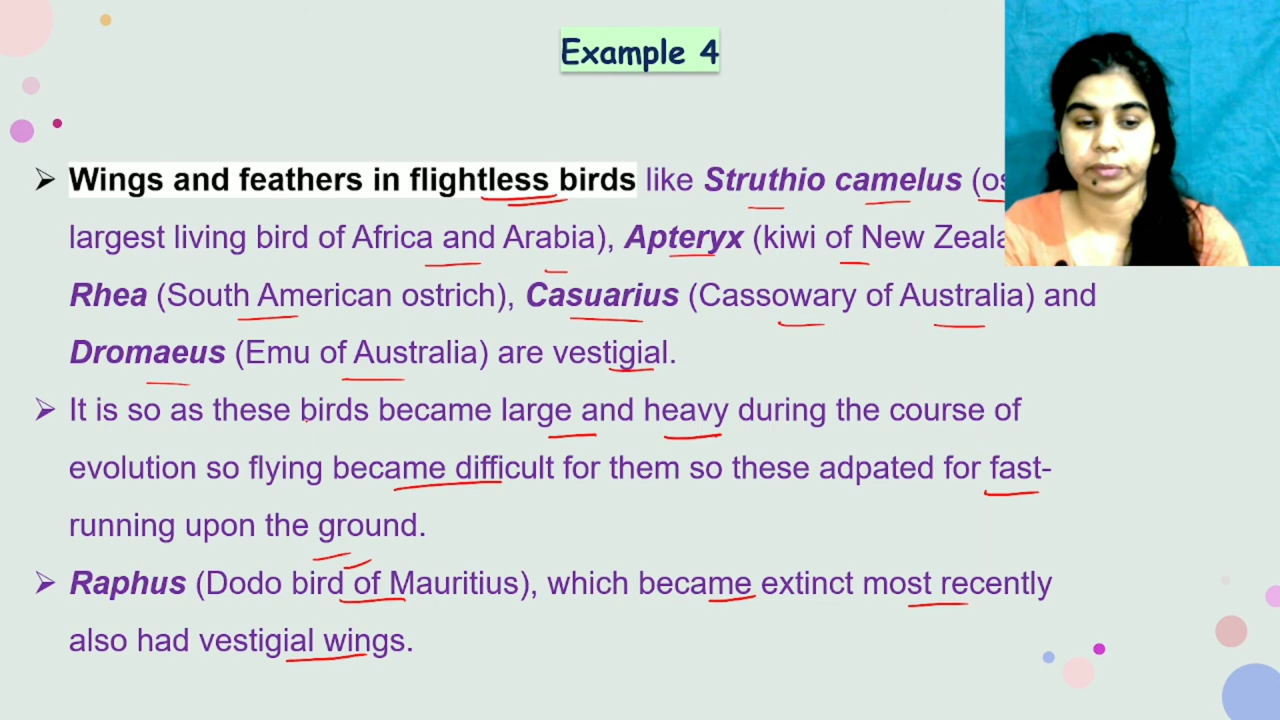 Example 4
➤ Wings and feathers in flightless birds like Struthio camelus (os
largest living bird of Africa and Arabia), Apteryx (kiwi of New Zeala
Rhea (South American ostrich), Casuarius (Cassowary of Australia) and
Dromaeus (Emu of Australia) are vestigial.
➤ It is so as these birds became large and heavy during the course of
evolution so flying became difficult for them so these adpated for fast-
running upon the ground.
➤ Raphus (Dodo bird of Mauritius), which became extinct most recently
also had vestigial wings.